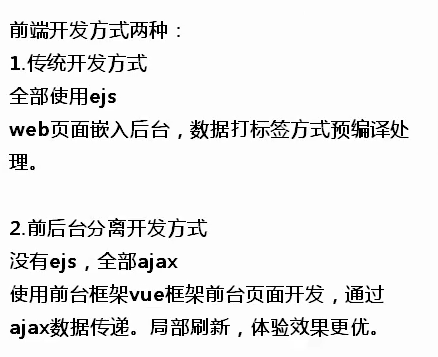 前端开发方式两种：
1.传统开发方式
全部使用ejs
web页面嵌入后台，数据打标签方式预编译处
理。
2.前后台分离开发方式
没有ejs，全部ajax
使用前台框架vue框架前台页面开发，通过
ajax数据传递。局部刷新，体验效果更优。